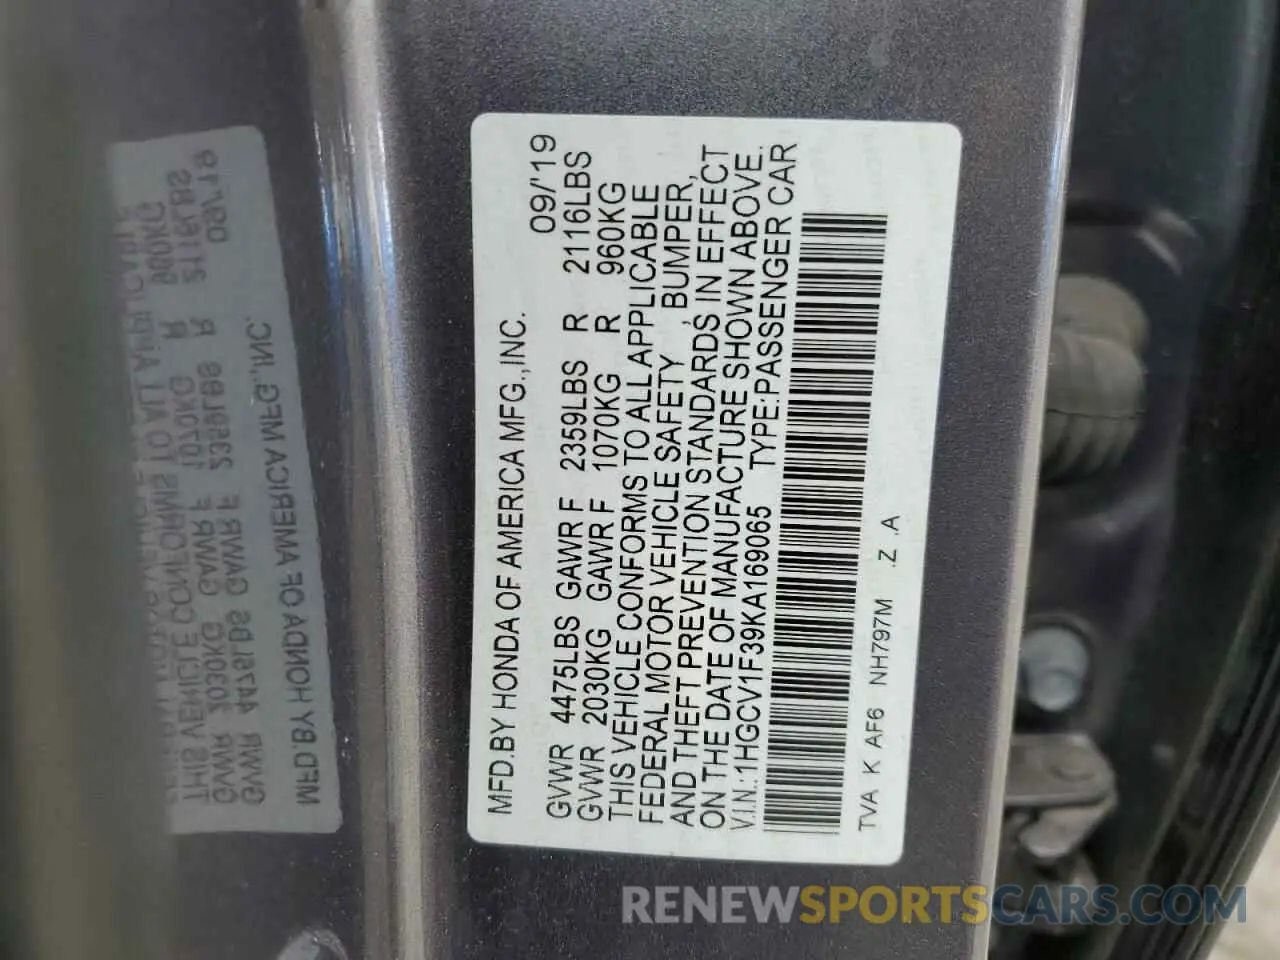 MFD.BY HONDA OF AMERICA MFG.,INC. 09/'19
GVWR 4475LBS GAWR F 2359LBS R 2116LBS
GVWR 2030KG GAWR F 1070KG R 960KG
THIS VEHICLE CONFORMS TO ALL APPLICABLE
FEDERAL MOTOR VEHICLE SAFETY, BUMPER,
AND THEFT PREVENTION STANDARDS IN EFFECT
ON THE DATE OF MANUFACTURE SHOWN ABOVE.
V.I.N.:1HGCV1F39KA169065 TYPE:PASSENGER CAR
TVA K AF6 NH797M .Z .A
RENEWSPORTSCARS.COM